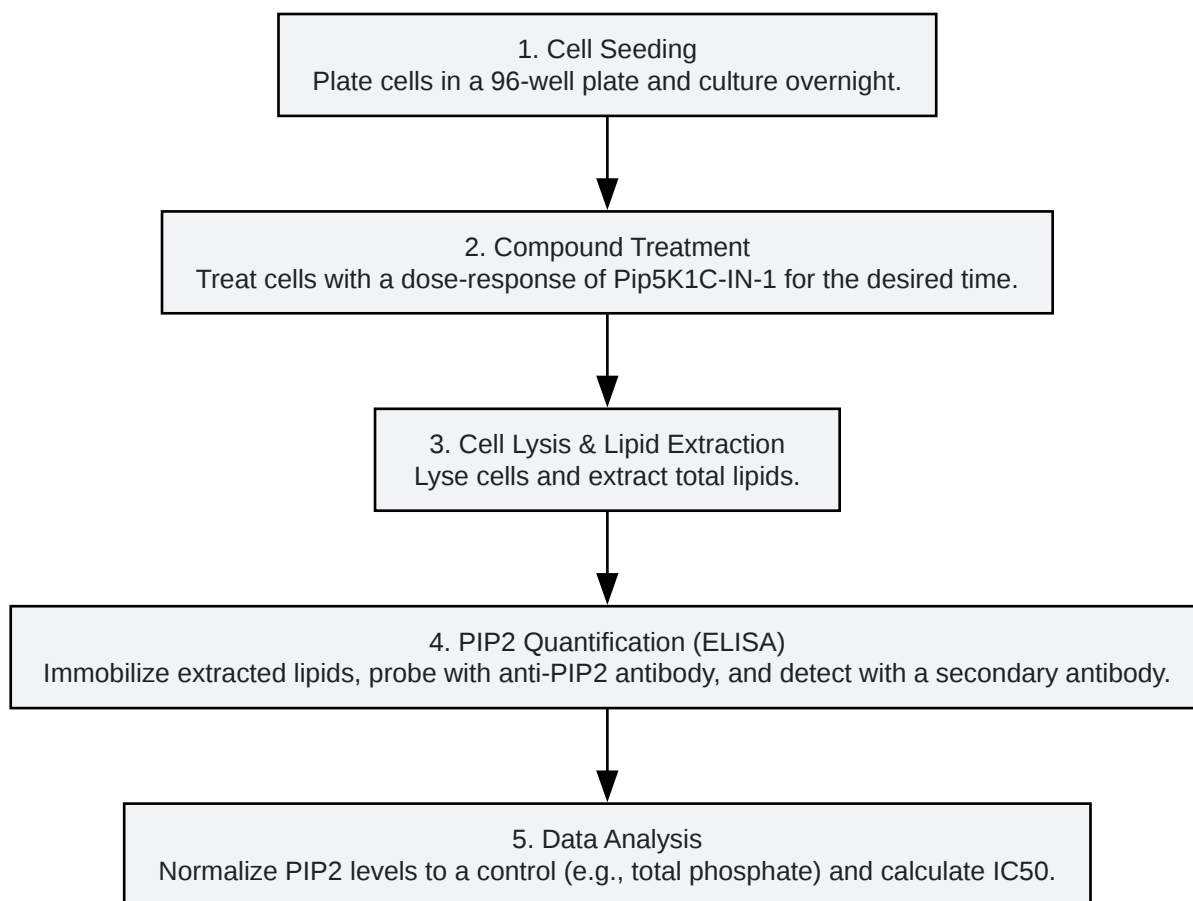 1. Cell Seeding
Plate cells in a 96-well plate and culture overnight.
2. Compound Treatment
Treat cells with a dose-response of Pip5K1C-IN-1 for the desired time.
3. Cell Lysis & Lipid Extraction
Lyse cells and extract total lipids.
4. PIP2 Quantification (ELISA)
Immobilize extracted lipids, probe with anti-PIP2 antibody, and detect with a secondary antibody.
5. Data Analysis
Normalize PIP2 levels to a control (e.g., total phosphate) and calculate IC50.